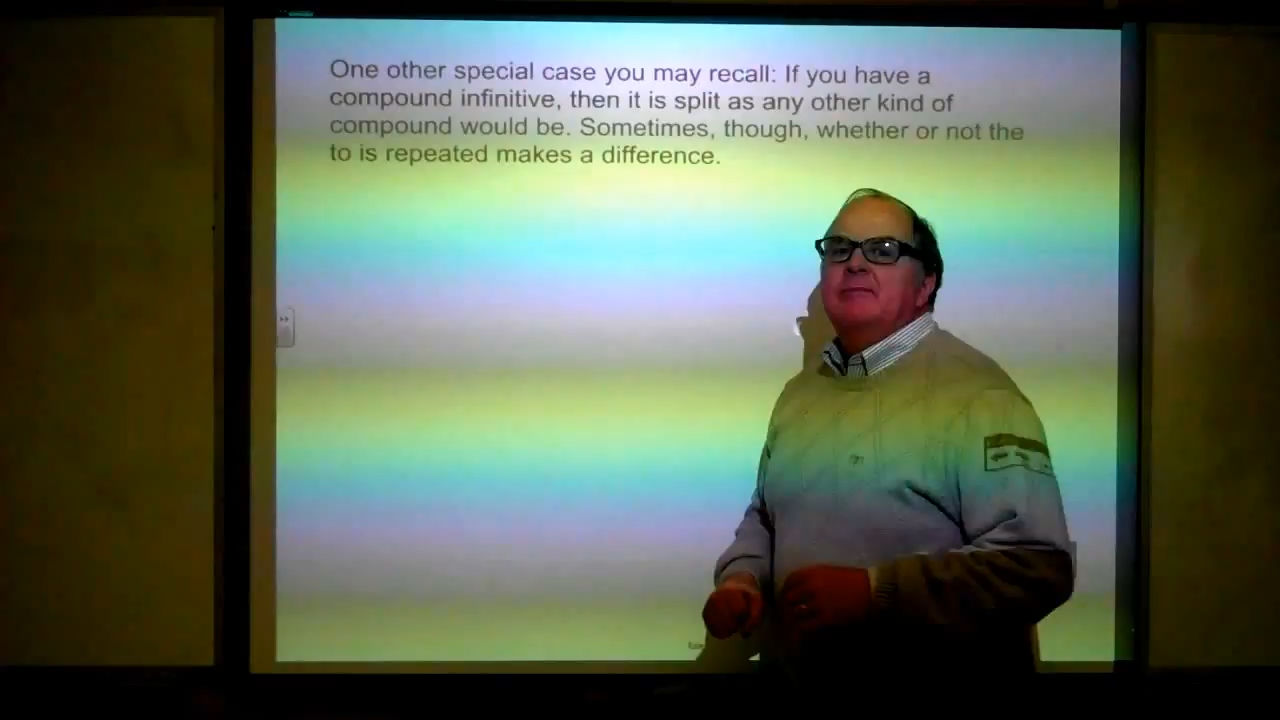 One other special case you may recall: If you have a
compound infinitive, then it is split as any other kind of
compound would be. Sometimes, though, whether or not the
to is repeated makes a difference.